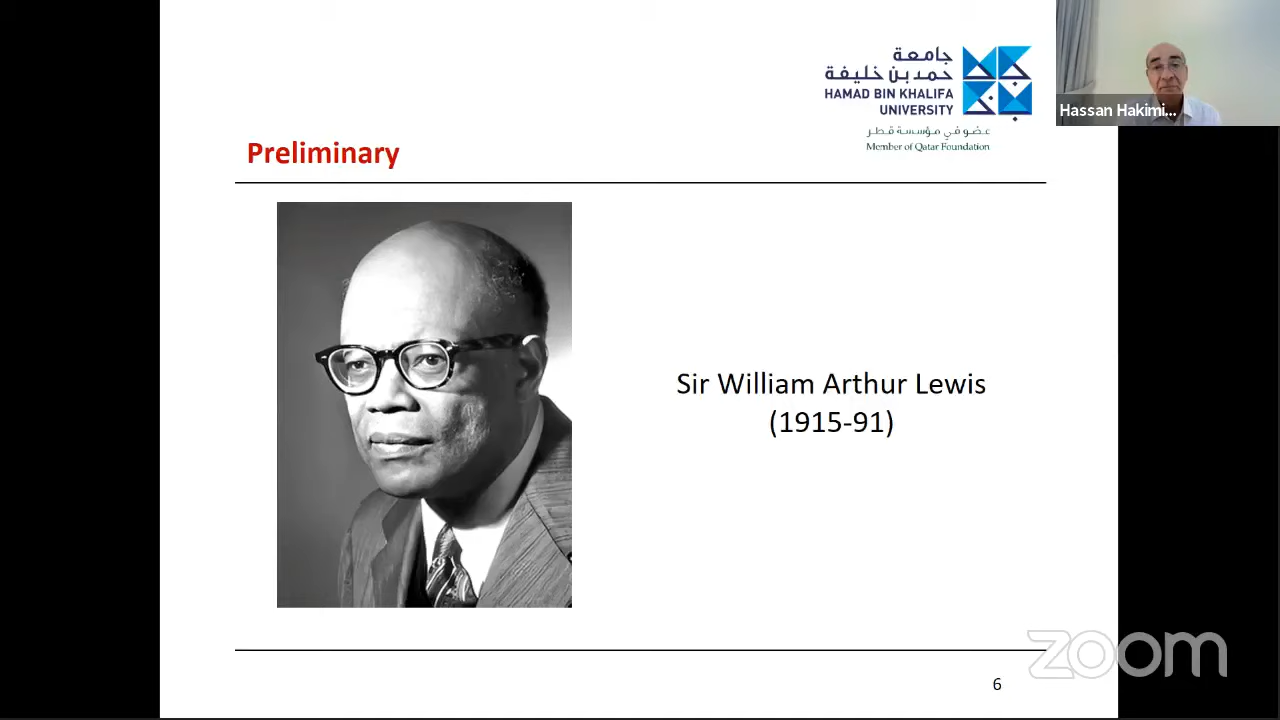 جامعة
حمد بن خليفة
HAMAD BIN KHALIFA
UNIVERSITY
عضو في مؤسسة قطر
Member of Qatar Foundation
Hassan Hakimi...
Preliminary
Sir William Arthur Lewis
(1915-91)
zoom
6